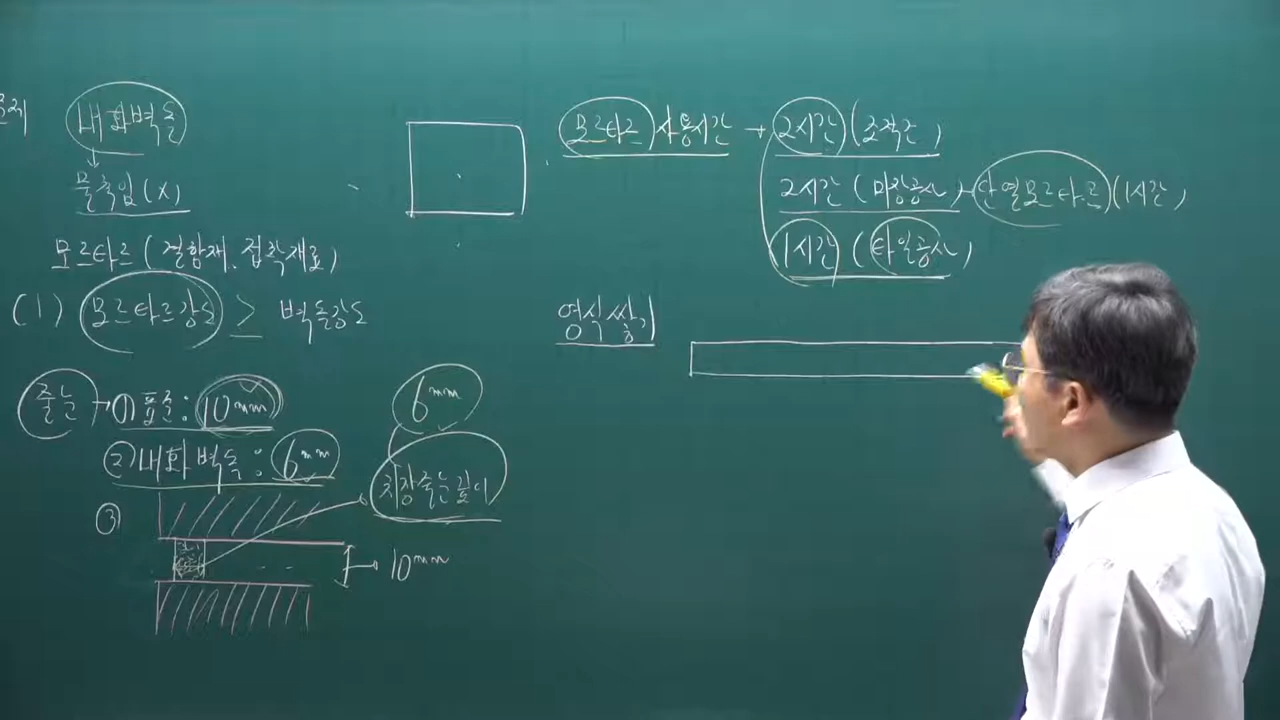 내화벽돌
물축임(X)
모르타르(결합재, 접착재료)
(1) 모르타르강도 ≥ 벽돌강도
줄눈 → ① 보통: 10mm
② 내화벽돌: 6mm
③
10mm
6mm
치장줄눈깊이
모르타르 사용시간 → 2시간(조적조)
2시간(미장공사) - 단열모르타르(1시간)
1시간(타일공사)
영식쌓기